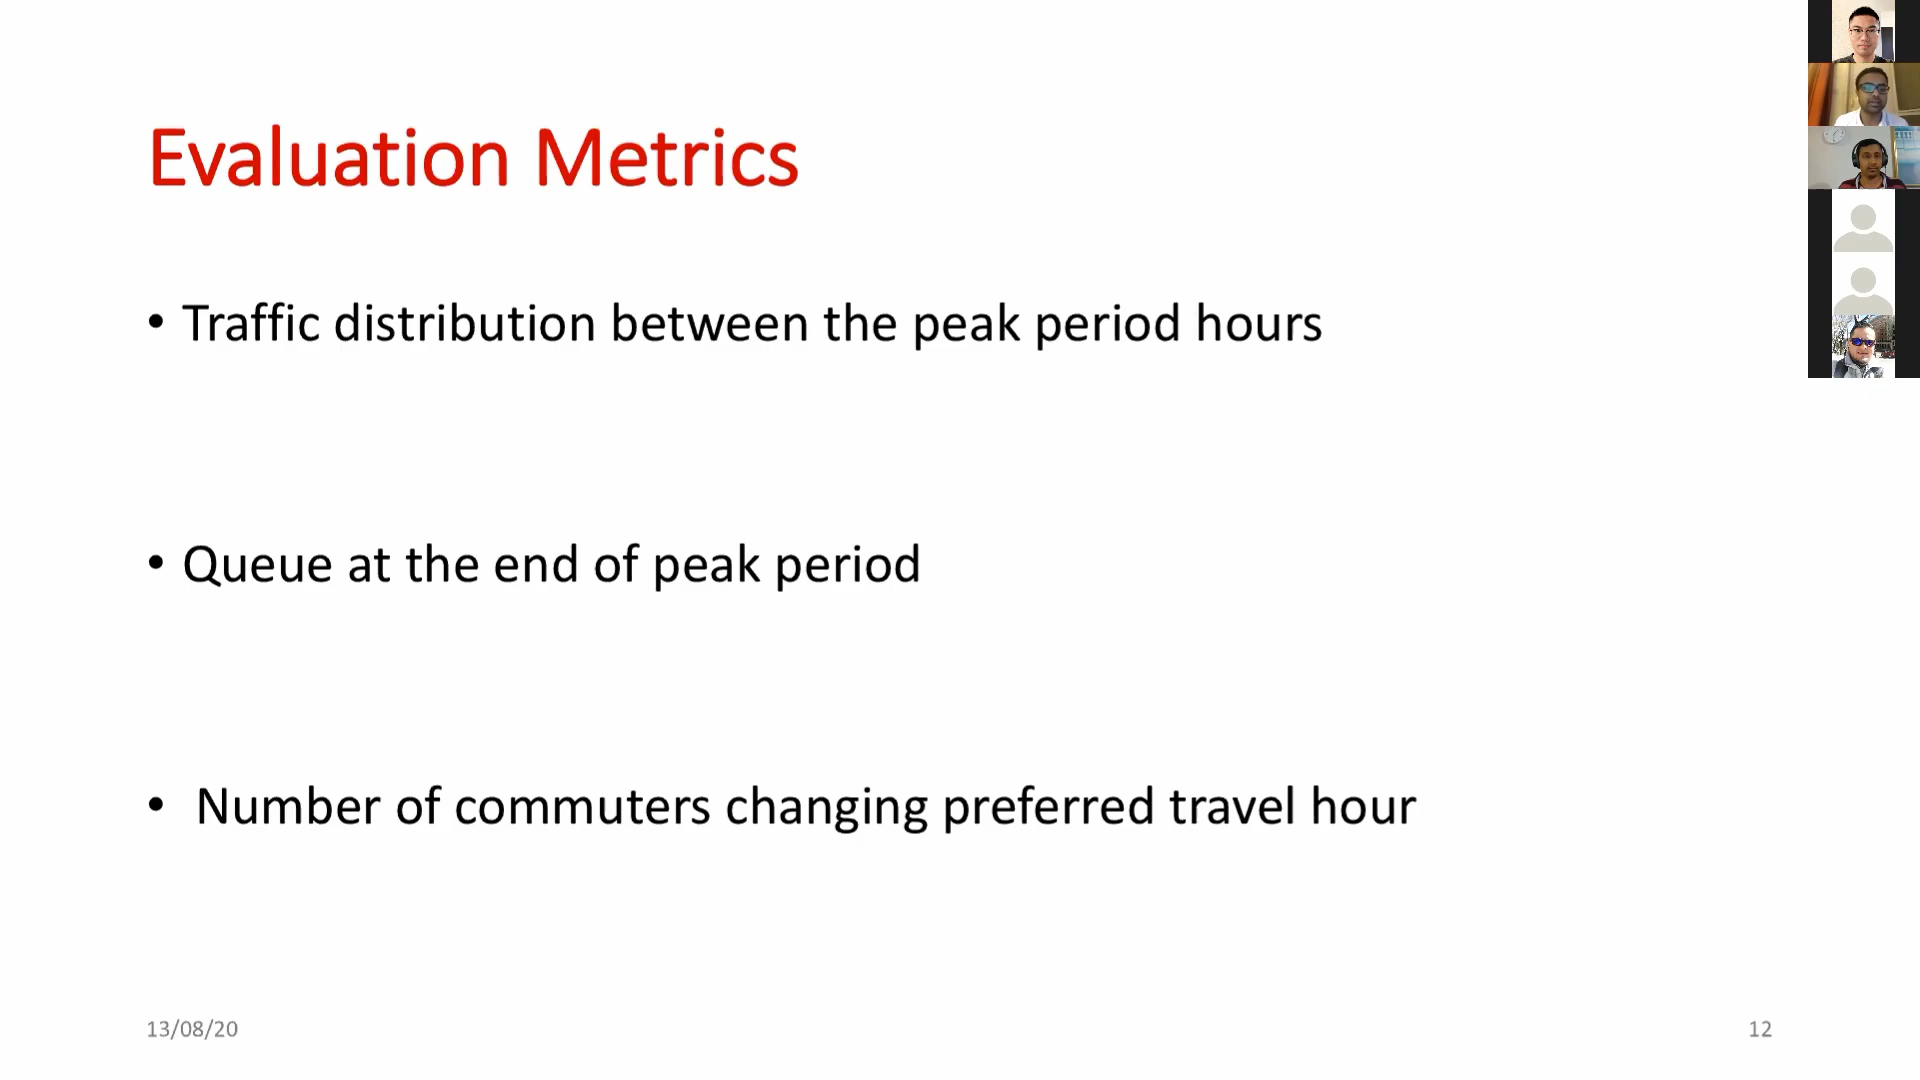 Evaluation Metrics
• Traffic distribution between the peak period hours
• Queue at the end of peak period
• Number of commuters changing preferred travel hour
13/08/20
12